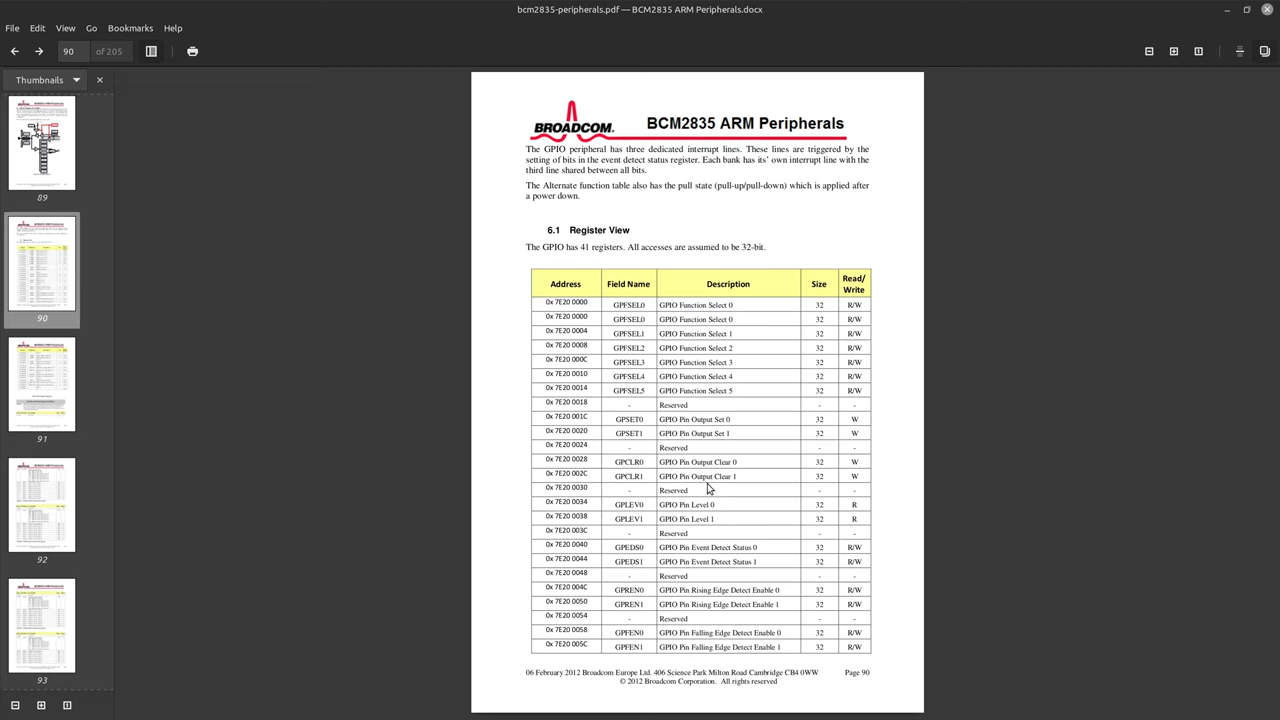 bcm2835-peripherals.pdf — BCM2835 ARM Peripherals.docx
File Edit View Go Bookmarks Help
90 of 205
Thumbnails
89
90
91
92
93
BROADCOM. BCM2835 ARM Peripherals
The GPIO peripheral has three dedicated interrupt lines. These lines are triggered by the
setting of bits in the event detect status register. Each bank has its' own interrupt line with the
third line shared between all bits.
The Alternate function table also has the pull state (pull-up/pull-down) which is applied after
a power down.
6.1 Register View
The GPIO has 41 registers. All accesses are assumed to be 32-bit.
Address Field Name Description Size Read/
Write
0x 7E20 0000 GPFSEL0 GPIO Function Select 0 32 R/W
0x 7E20 0000 GPFSEL0 GPIO Function Select 0 32 R/W
0x 7E20 0004 GPFSEL1 GPIO Function Select 1 32 R/W
0x 7E20 0008 GPFSEL2 GPIO Function Select 2 32 R/W
0x 7E20 000C GPFSEL3 GPIO Function Select 3 32 R/W
0x 7E20 0010 GPFSEL4 GPIO Function Select 4 32 R/W
0x 7E20 0014 GPFSEL5 GPIO Function Select 5 32 R/W
0x 7E20 0018 - Reserved - -
0x 7E20 001C GPSET0 GPIO Pin Output Set 0 32 W
0x 7E20 0020 GPSET1 GPIO Pin Output Set 1 32 W
0x 7E20 0024 - Reserved - -
0x 7E20 0028 GPCLR0 GPIO Pin Output Clear 0 32 W
0x 7E20 002C GPCLR1 GPIO Pin Output Clear 1 32 W
0x 7E20 0030 - Reserved - -
0x 7E20 0034 GPLEV0 GPIO Pin Level 0 32 R
0x 7E20 0038 GPLEV1 GPIO Pin Level 1 32 R
0x 7E20 003C - Reserved - -
0x 7E20 0040 GPEDS0 GPIO Pin Event Detect Status 0 32 R/W
0x 7E20 0044 GPEDS1 GPIO Pin Event Detect Status 1 32 R/W
0x 7E20 0048 - Reserved - -
0x 7E20 004C GPREN0 GPIO Pin Rising Edge Detect Enable 0 32 R/W
0x 7E20 0050 GPREN1 GPIO Pin Rising Edge Detect Enable 1 32 R/W
0x 7E20 0054 - Reserved - -
0x 7E20 0058 GPFEN0 GPIO Pin Falling Edge Detect Enable 0 32 R/W
0x 7E20 005C GPFEN1 GPIO Pin Falling Edge Detect Enable 1 32 R/W
06 February 2012 Broadcom Europe Ltd. 406 Science Park Milton Road Cambridge CB4 0WW Page 90
© 2012 Broadcom Corporation. All rights reserved